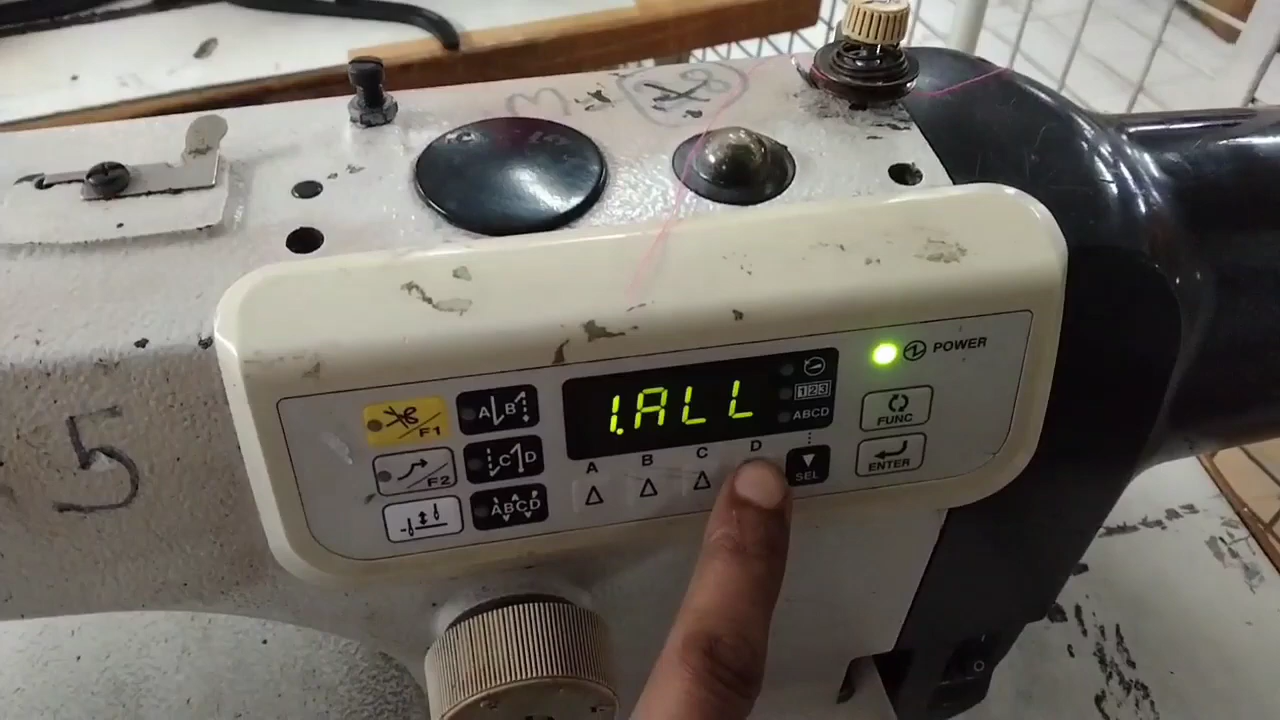 5
1.ALL
POWER
F1
A B
123
ABCD
FUNC
F2
C D
A B C D
SEL
ENTER
ABCD